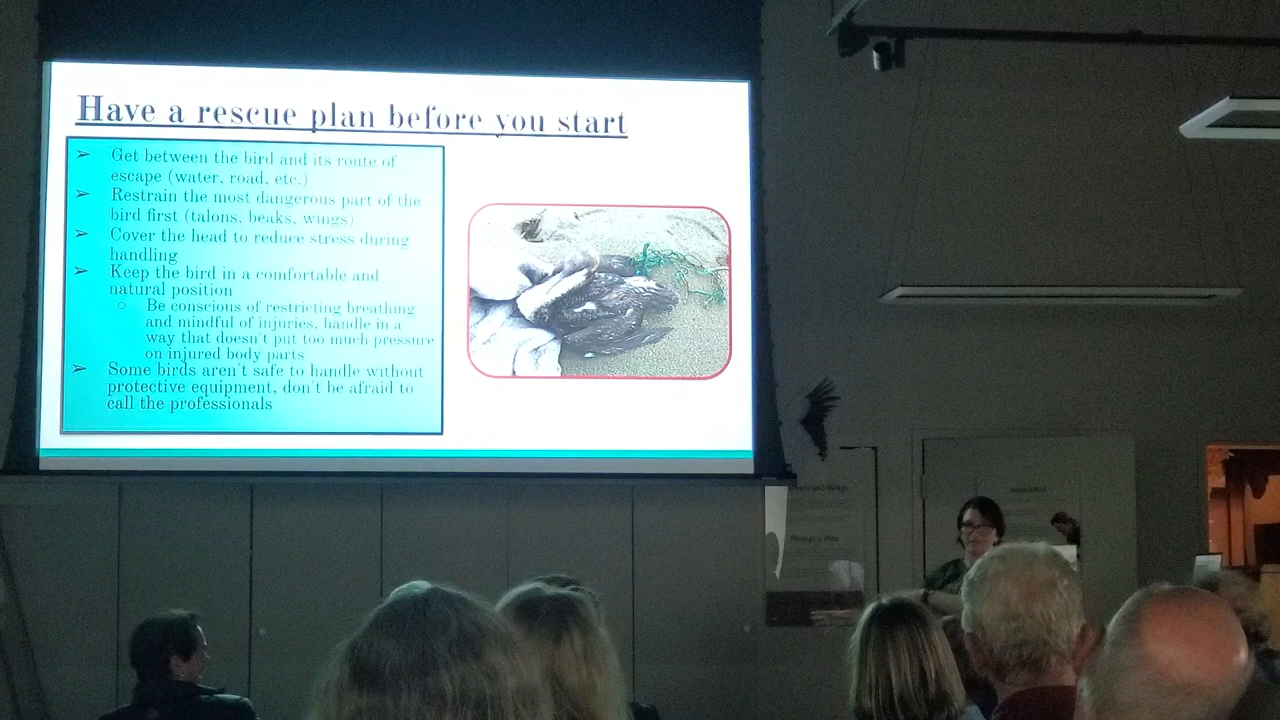 Have a rescue plan before you start
➢ Get between the bird and its route of
escape (water, road, etc.)
➢ Restrain the most dangerous part of the
bird first (talons, beaks, wings)
➢ Cover the head to reduce stress during
handling
➢ Keep the bird in a comfortable and
natural position
○ Be conscious of restricting breathing
and mindful of injuries, handle in a
way that doesn't put too much pressure
on injured body parts
➢ Some birds aren't safe to handle without
protective equipment, don't be afraid to
call the professionals
and Wings